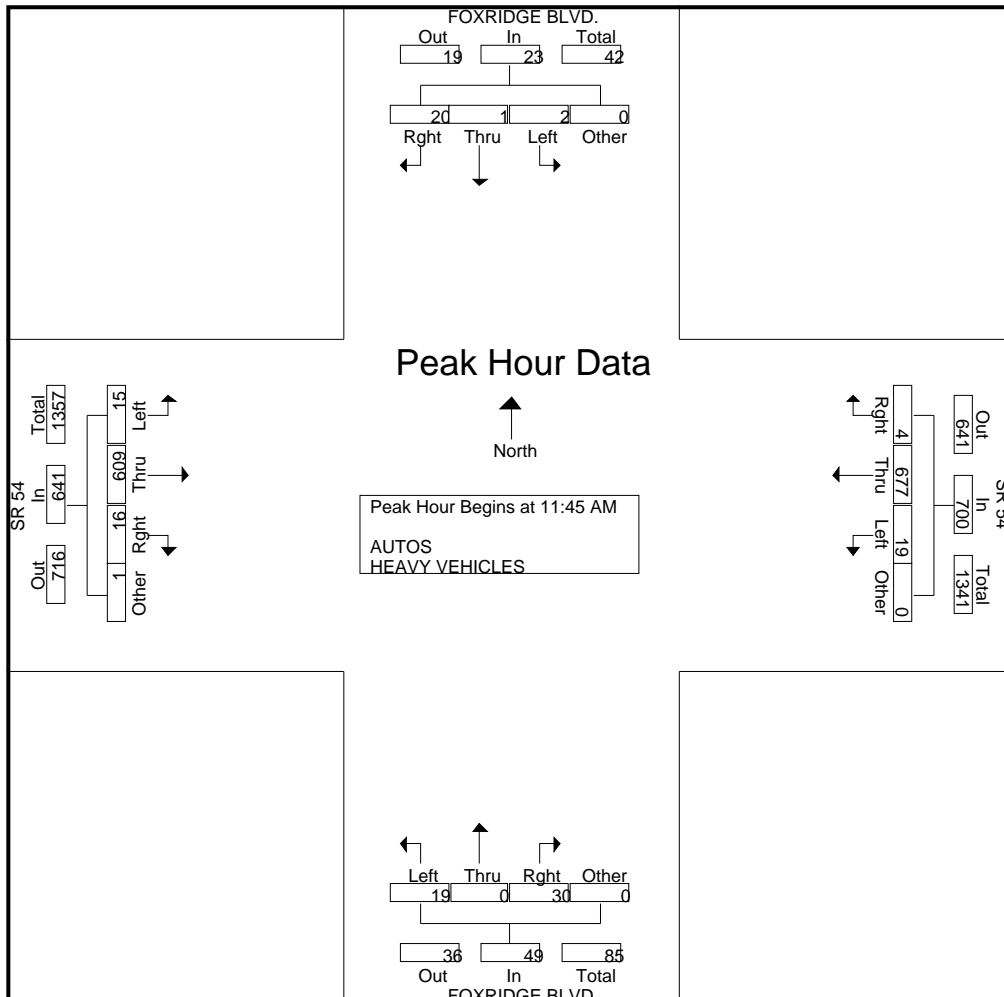 FOXRIDGE BLVD.
Out In Total
19 23 42
20 1 2 0
Rght Thru Left Other
Peak Hour Data
North
Peak Hour Begins at 11:45 AM
AUTOS
HEAVY VEHICLES
SR 54
Total In Out
1357 641 716
15 609 16 1
Left Thru Rght Other
Rght Thru Left Other
4 677 19 0
641 700 1341
Out In Total
SR 54
Left Thru Rght Other
19 0 30 0
36 49 85
Out In Total
FOXRIDGE BLVD.